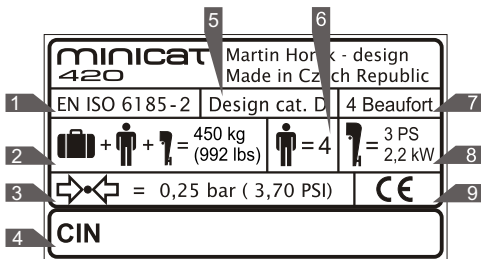 5
6
minicat
420
Martin - design
Made in Czech Republic
1
EN ISO 6185-2
Design cat. D
4 Beaufort
7
2
+ + = 450 kg
(992 lbs)
= 4
= 3 PS
2,2 kW
8
3
= 0,25 bar ( 3,70 PSI)
CE
9
4
CIN